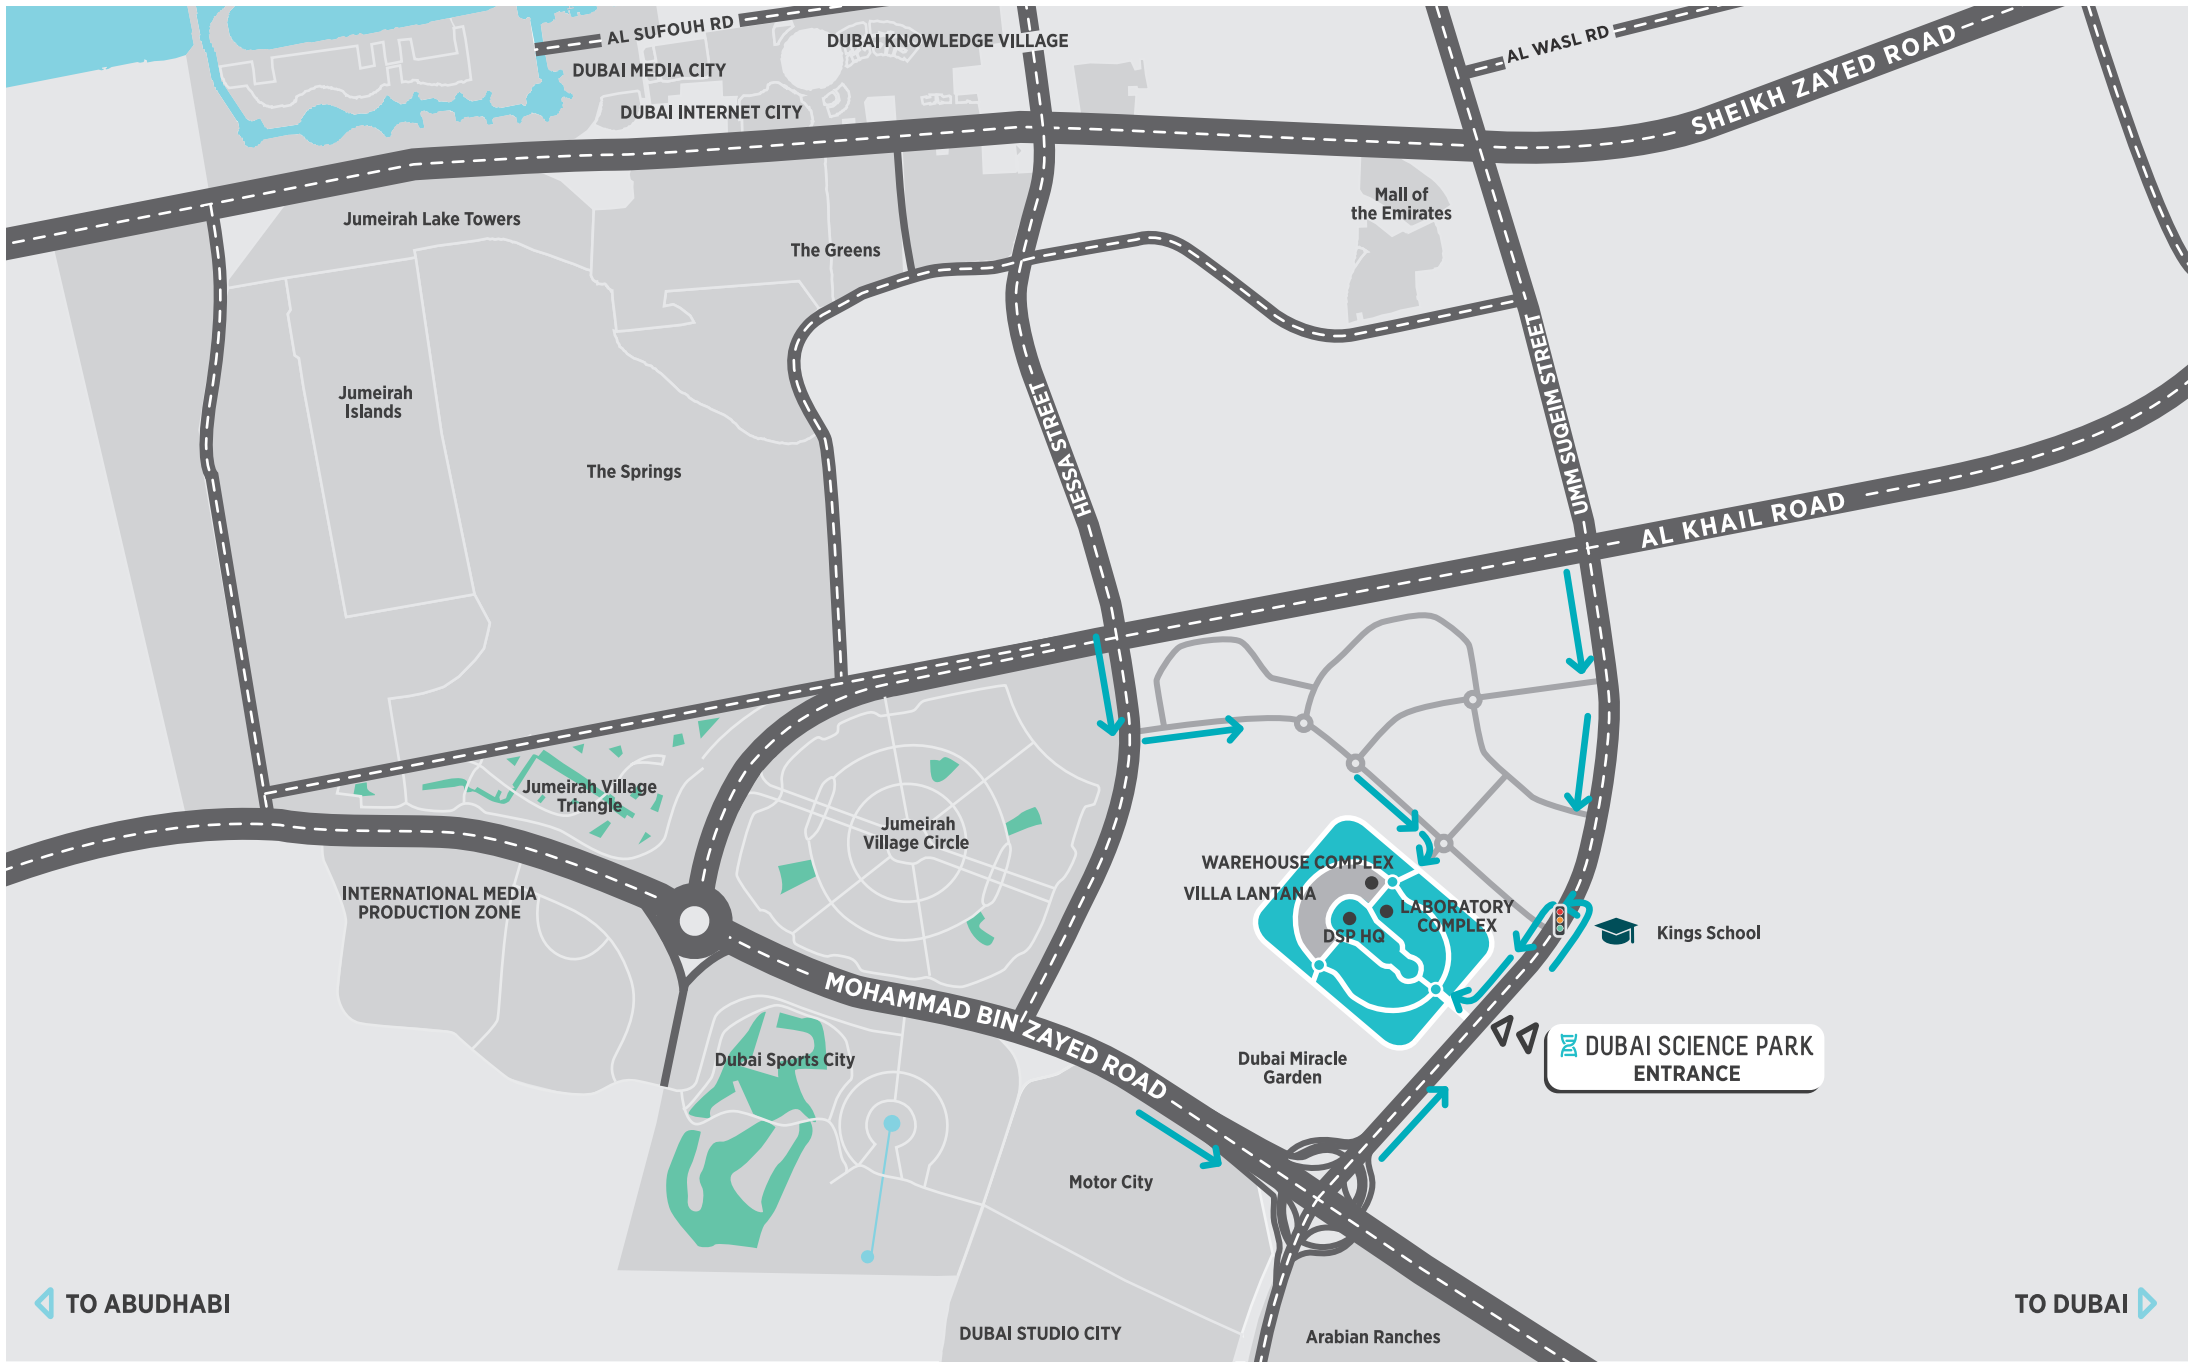 AL SUFOUH RD
DUBAI KNOWLEDGE VILLAGE
AL WASL RD
SHEIKH ZAYED ROAD
DUBAI MEDIA CITY
DUBAI INTERNET CITY
Mall of
the Emirates
Jumeirah Lake Towers
The Greens
UMM SUQEIM STREET
Jumeirah
Islands
HESSA STREET
The Springs
AL KHAIL ROAD
Jumeirah Village
Triangle
Jumeirah
Village Circle
WAREHOUSE COMPLEX
VILLA LANTANA
LABORATORY
COMPLEX
DSP HQ
Kings School
INTERNATIONAL MEDIA
PRODUCTION ZONE
MOHAMMAD BIN ZAYED ROAD
DUBAI SCIENCE PARK
ENTRANCE
Dubai Sports City
Dubai Miracle
Garden
Motor City
TO ABUDHABI
TO DUBAI
DUBAI STUDIO CITY
Arabian Ranches